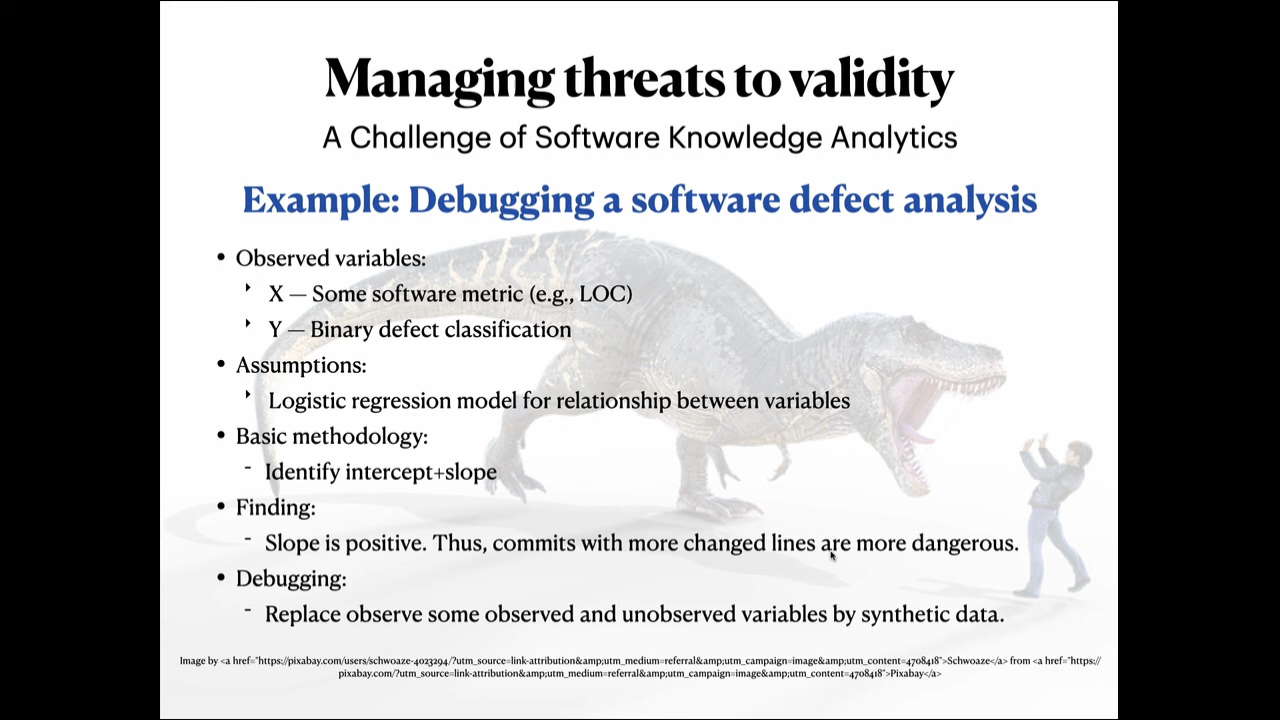 Managing threats to validity
A Challenge of Software Knowledge Analytics
Example: Debugging a software defect analysis
• Observed variables:
‣ X — Some software metric (e.g., LOC)
‣ Y — Binary defect classification
• Assumptions:
‣ Logistic regression model for relationship between variables
• Basic methodology:
- Identify intercept+slope
• Finding:
- Slope is positive. Thus, commits with more changed lines are more dangerous.
• Debugging:
- Replace observe some observed and unobserved variables by synthetic data.
Image by <a href="https://pixabay.com/users/schwoaze-4023294/?utm_source=link-attribution&amp;utm_medium=referral&amp;utm_campaign=image&amp;utm_content=4708418">Schwoaze</a> from <a href="https://
pixabay.com/?utm_source=link-attribution&amp;utm_medium=referral&amp;utm_campaign=image&amp;utm_content=4708418">Pixabay</a>